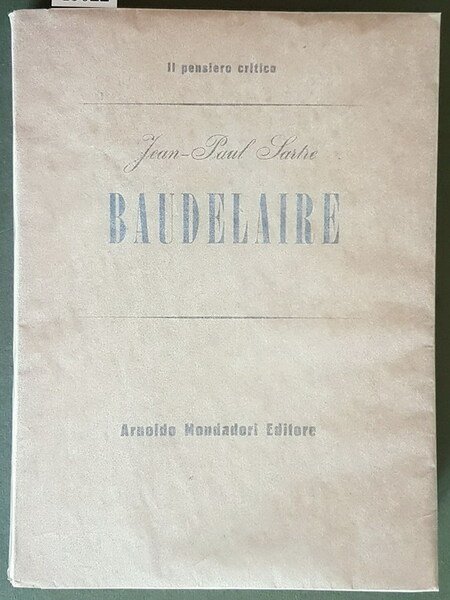 Il pensiero critico
Jean-Paul Sartre
BAUDELAIRE
Arnoldo Mondadori Editore